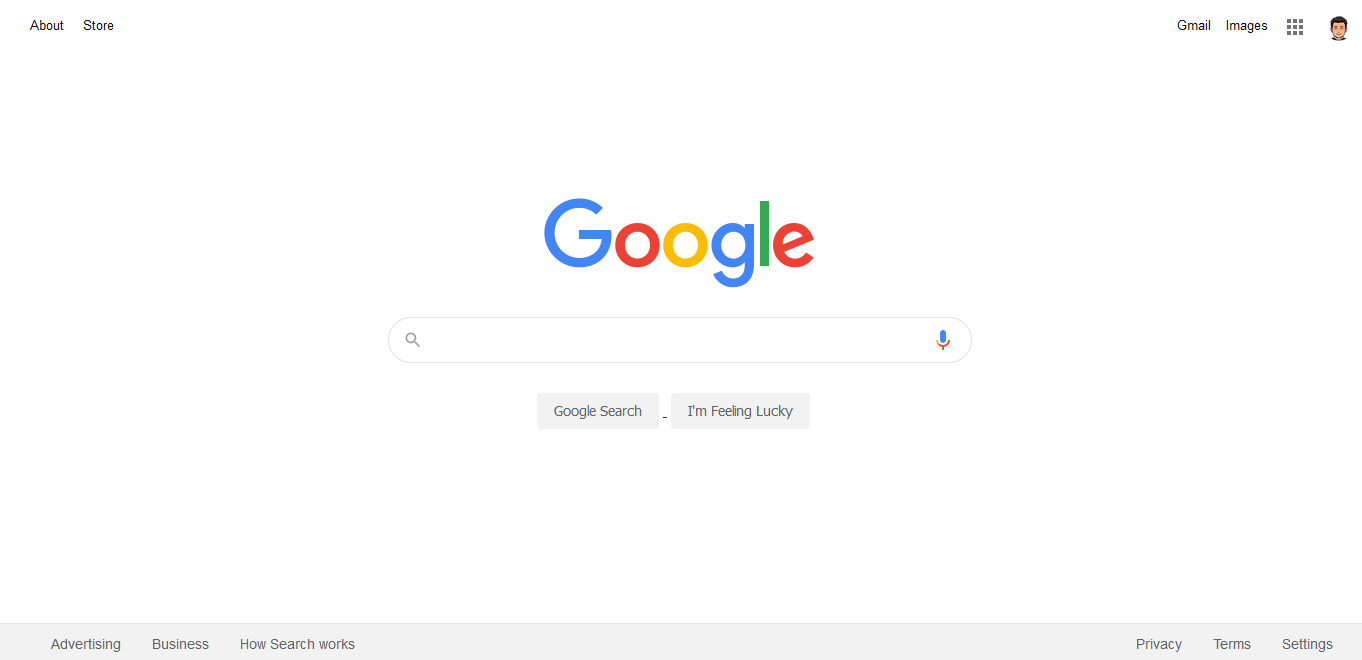 About Store Gmail Images
Google
Google Search - I'm Feeling Lucky
Advertising Business How Search works Privacy Terms Settings